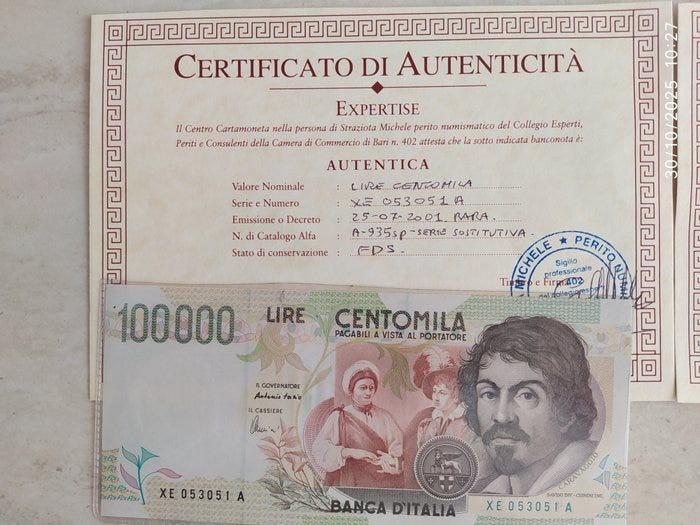 CERTIFICATO DI AUTENTICITÀ
EXPERTISE
Il Centro Cartamoneta nella persona di Straziota Michele perito numismatico del Collegio Esperti,
Periti e Consulenti della Camera di Commercio di Bari n. 402 attesta che la sotto indicata banconota è:
AUTENTICA
Valore Nominale : LIRE CENTOMILA
Serie e Numero : XE 053051 A
Emissione o Decreto : 25-07-2001 RARA.
N. di Catalogo Alfa : A-935sp - SERIE SOSTITUTIVA.
Stato di conservazione : FDS.
MICHELE ★ PERITO
Sigillo
professionale
402
100000 LIRE CENTOMILA
PAGABILI A VISTA AL PORTATORE
IL GOVERNATORE
Antonio Fazio
IL CASSIERE
CARAVAGGIO
XE 053051 A
BANCA D'ITALIA
XE 053051 A
30/10/2025 10:27